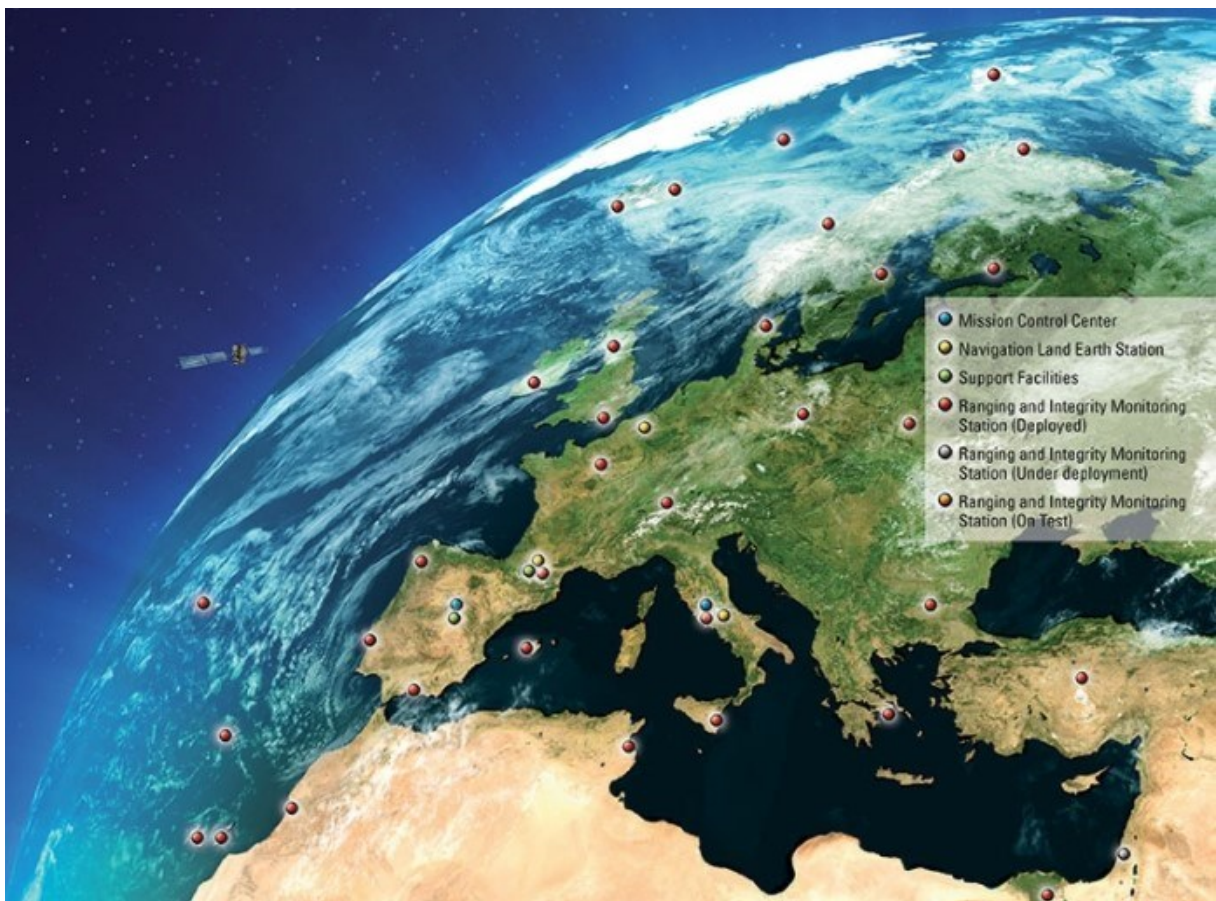 Mission Control Center
Navigation Land Earth Station
Support Facilities
Ranging and Integrity Monitoring
Station (Deployed)
Ranging and Integrity Monitoring
Station (Under deployment)
Ranging and Integrity Monitoring
Station (On Test)